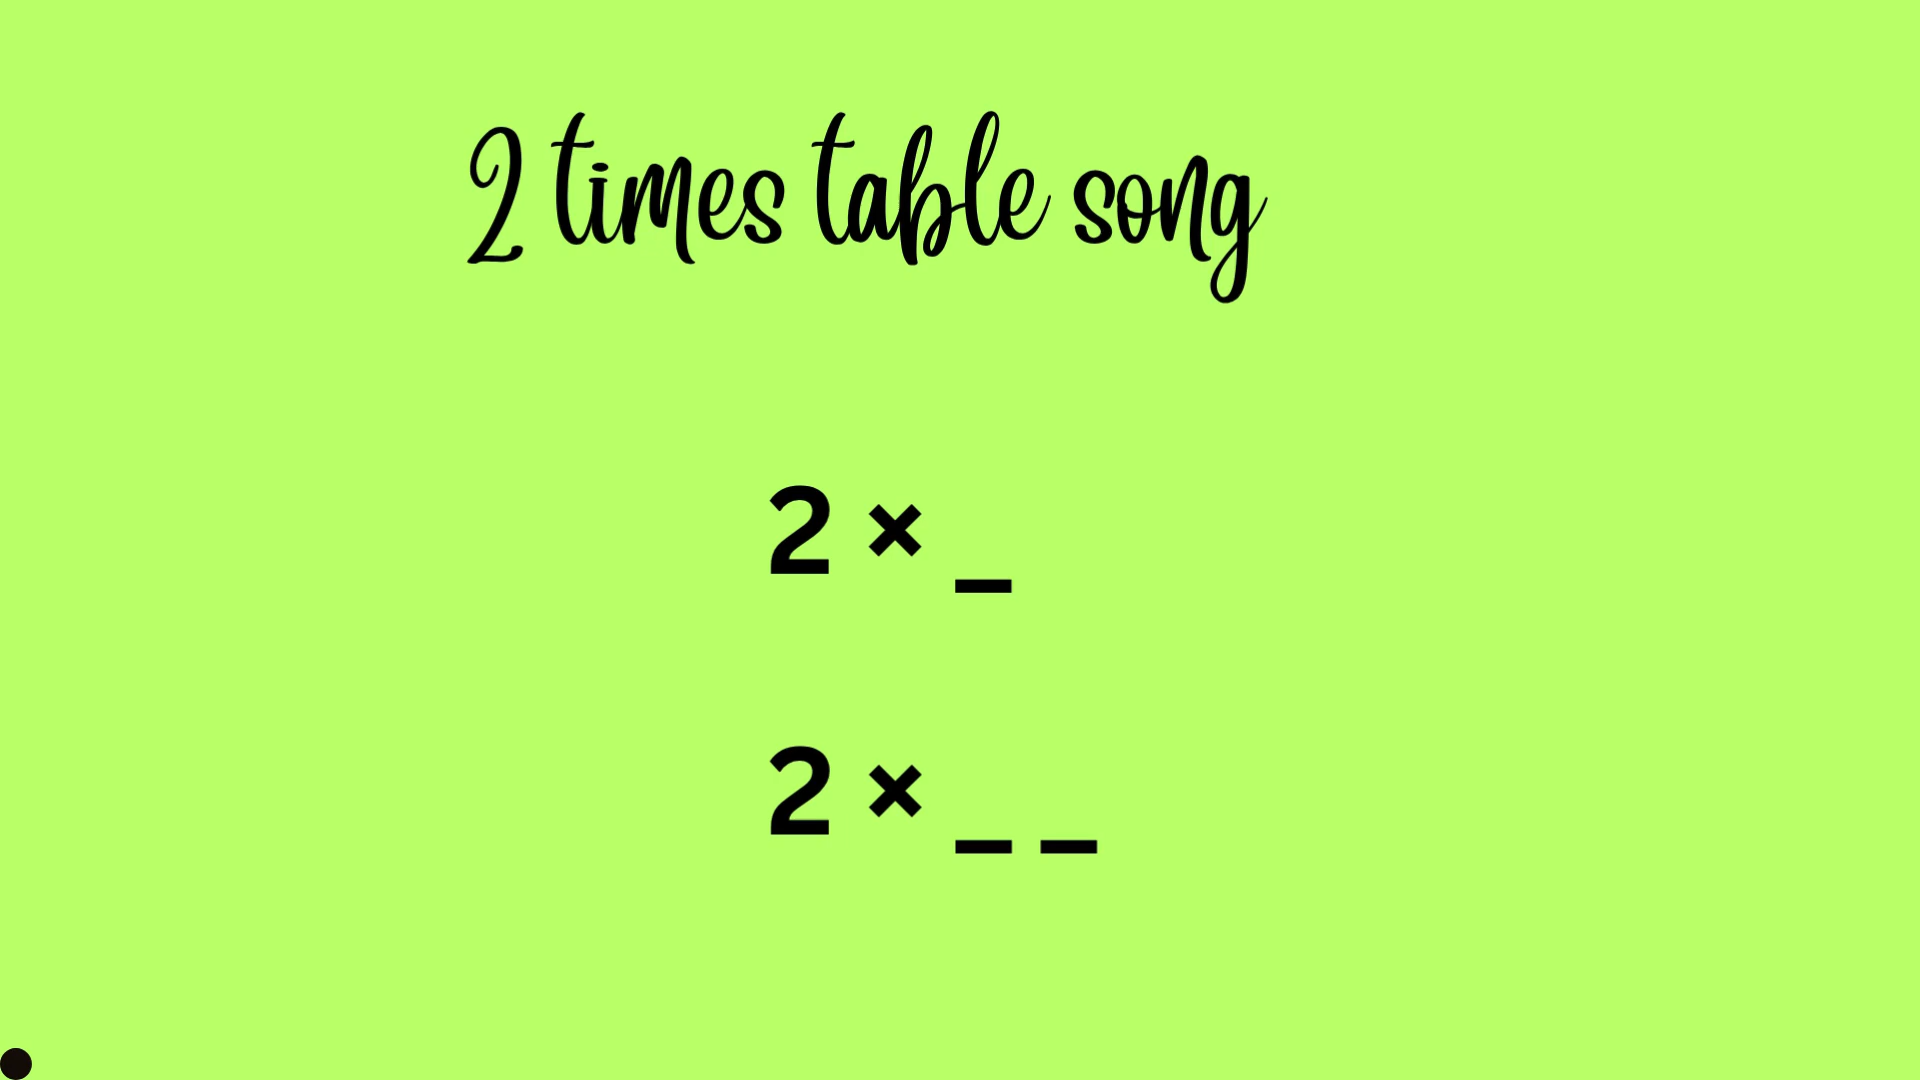 2 times table song
2 × _
2 × _ _